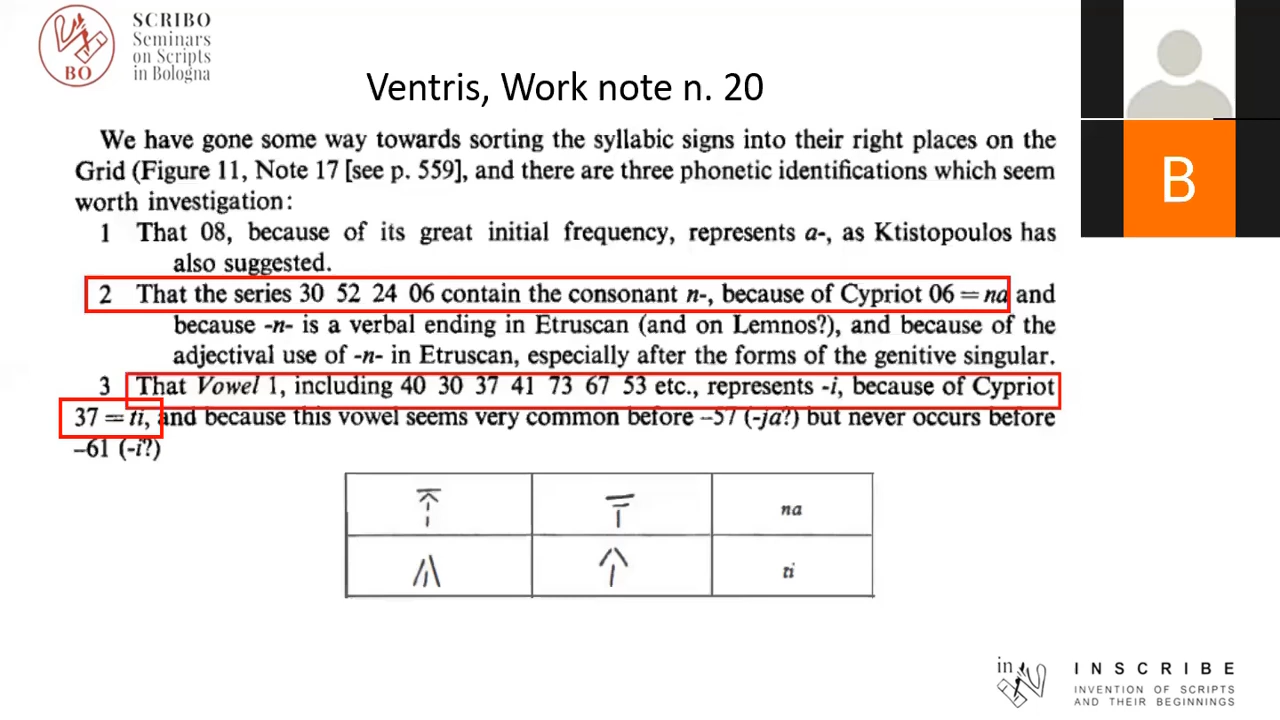 SCRIBO
Seminars
on Scripts
in Bologna
BO
Ventris, Work note n. 20
B
We have gone some way towards sorting the syllabic signs into their right places on the
Grid (Figure 11, Note 17 [see p. 559], and there are three phonetic identifications which seem
worth investigation:
1 That 08, because of its great initial frequency, represents a-, as Ktistopoulos has
also suggested.
2 That the series 30 52 24 06 contain the consonant n-, because of Cypriot 06 = na and
because -n- is a verbal ending in Etruscan (and on Lemnos?), and because of the
adjectival use of -n- in Etruscan, especially after the forms of the genitive singular.
3 That Vowel 1, including 40 30 37 41 73 67 53 etc., represents -i, because of Cypriot
37 = ti, and because this vowel seems very common before –57 (-ja?) but never occurs before
–61 (-i?)
na
ti
in
INSCRIBE
INVENTION OF SCRIPTS
AND THEIR BEGINNINGS